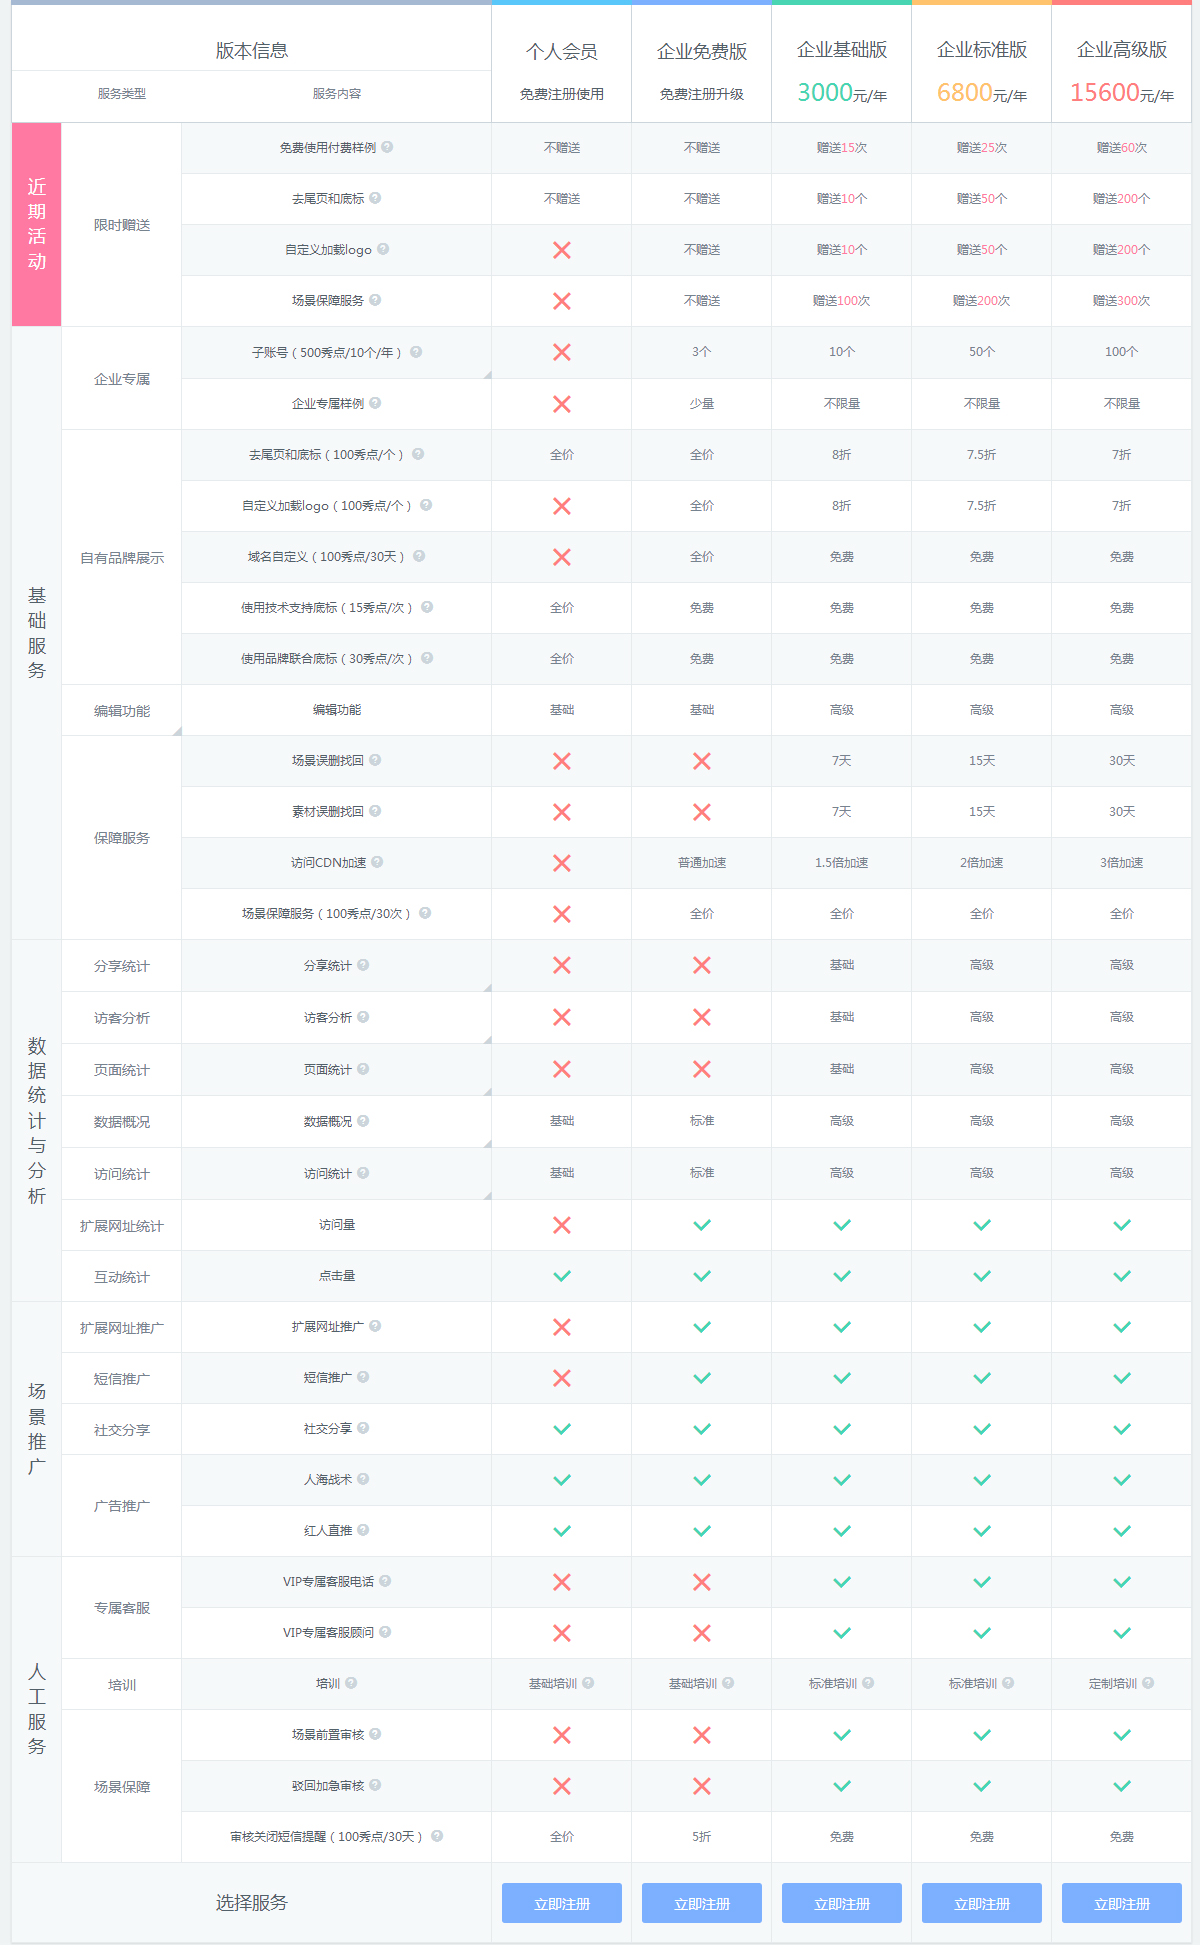 版本信息 个人会员 企业免费版 企业基础版 企业标准版 企业高级版
服务类型 服务内容 免费注册使用 免费注册升级 3000元/年 6800元/年 15600元/年
近期活动
限时赠送
免费使用付费样例 不赠送 不赠送 赠送15次 赠送25次 赠送60次
去尾页和底标 不赠送 不赠送 赠送10个 赠送50个 赠送200个
自定义加载logo 不赠送 赠送10个 赠送50个 赠送200个
场景保障服务 不赠送 赠送100次 赠送200次 赠送300次
基础服务
企业专属
子账号（500秀点/10个/年） 3个 10个 50个 100个
企业专属样例 少量 不限量 不限量 不限量
自有品牌展示
去尾页和底标（100秀点/个） 全价 全价 8折 7.5折 7折
自定义加载logo（100秀点/个） 全价 8折 7.5折 7折
域名自定义（100秀点/30天） 全价 免费 免费 免费
使用技术支持底标（15秀点/次） 全价 免费 免费 免费 免费
使用品牌联合底标（30秀点/次） 全价 免费 免费 免费 免费
编辑功能 编辑功能 基础 基础 高级 高级 高级
保障服务
场景误删找回 7天 15天 30天
素材误删找回 7天 15天 30天
访问CDN加速 普通加速 1.5倍加速 2倍加速 3倍加速
场景保障服务（100秀点/30次） 全价 全价 全价 全价
数据统计与分析
分享统计 分享统计 基础 高级 高级
访客分析 访客分析 基础 高级 高级
页面统计 页面统计 基础 高级 高级
数据概况 数据概况 基础 标准 高级 高级 高级
访问统计 访问统计 基础 标准 高级 高级 高级
扩展网址统计 访问量
互动统计 点击量
场景推广
扩展网址推广 扩展网址推广
短信推广 短信推广
社交分享 社交分享
广告推广
人海战术
红人直推
人工服务
专属客服
VIP专属客服电话
VIP专属客服顾问
培训 培训 基础培训 基础培训 标准培训 标准培训 定制培训
场景保障
场景前置审核
驳回加急审核
审核关闭短信提醒（100秀点/30天） 全价 5折 免费 免费 免费
选择服务 立即注册 立即注册 立即注册 立即注册 立即注册